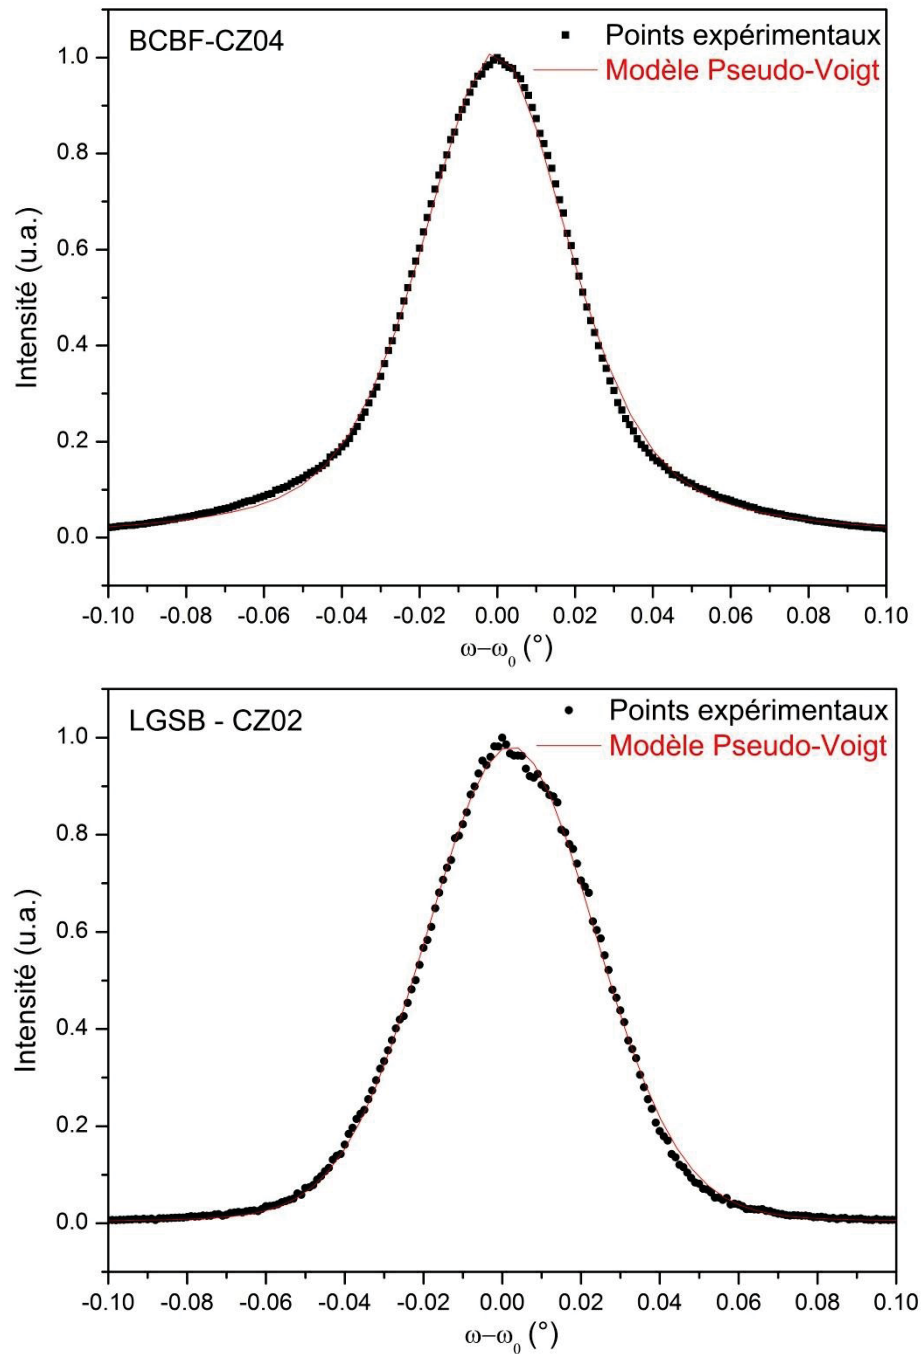 BCBF-CZ04
Points expérimentaux
Modèle Pseudo-Voigt
Intensité (u.a.)
1.0
0.8
0.6
0.4
0.2
0.0
-0.10 -0.08 -0.06 -0.04 -0.02 0.00 0.02 0.04 0.06 0.08 0.10
ω−ω0 (°)
LGSB - CZ02
Points expérimentaux
Modèle Pseudo-Voigt
Intensité (u.a.)
1.0
0.8
0.6
0.4
0.2
0.0
-0.10 -0.08 -0.06 -0.04 -0.02 0.00 0.02 0.04 0.06 0.08 0.10
ω−ω0 (°)